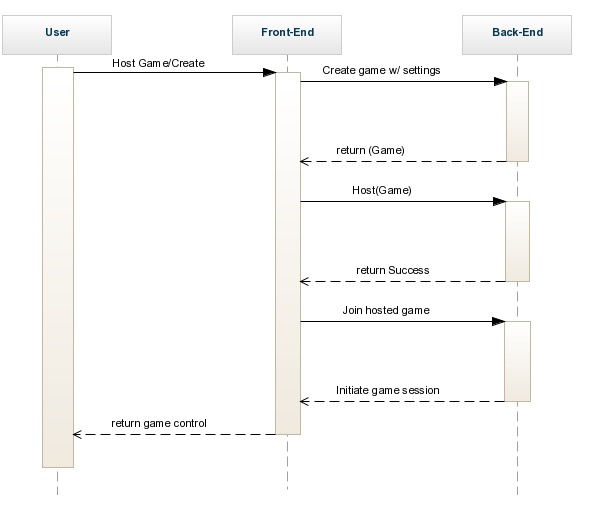 User
Front-End
Back-End
Host Game/Create
Create game w/ settings
return (Game)
Host(Game)
return Success
Join hosted game
Initiate game session
return game control